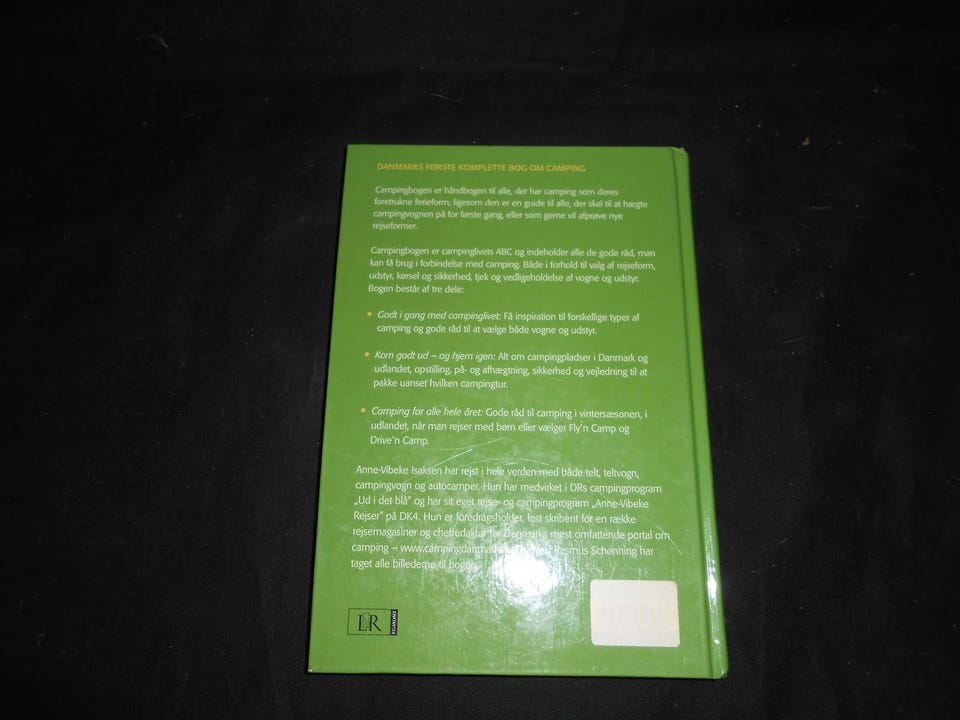 DANMARKS FØRSTE KOMPLETTE BOG OM CAMPING
Campingbogen er håndbogen til alle, der har camping som deres
foretrukne ferieform, ligesom den er en guide til alle, der skal til at hægte
campingvognen på for første gang, eller som gerne vil afprøve nye
rejseformer.
Campingbogen er campinglivets ABC og indeholder alle de gode råd, man
kan få brug i forbindelse med camping. Både i forhold til valg af rejseform,
udstyr, kørsel og sikkerhed, tjek og vedligeholdelse af vogne og udstyr.
Bogen består af tre dele:
• Godt i gang med campinglivet: Få inspiration til forskellige typer af
camping og gode råd til at vælge både vogne og udstyr.
• Kom godt ud – og hjem igen: Alt om campingpladser i Danmark og
udlandet, opstilling, på- og afhægtning, sikkerhed og vejledning til at
pakke uanset hvilken campingtur.
• Camping for alle hele året: Gode råd til camping i vintersæsonen, i
udlandet, når man rejser med børn eller vælger Fly'n Camp og
Drive'n Camp.
Anne-Vibeke Isaksen har rejst i hele verden med både telt, teltvogn,
campingvogn og autocamper. Hun har medvirket i DRs campingprogram
„Ud i det blå" og har sit eget rejse- og campingprogram „Anne-Vibeke
Rejser" på DK4. Hun er foredragsholder, fast skribent for en række
rejsemagasiner og chefredaktør for Danmarks mest omfattende portal om
camping – Rasmus Schønning har
taget alle billederne til bogen.
L&R
EGMONT